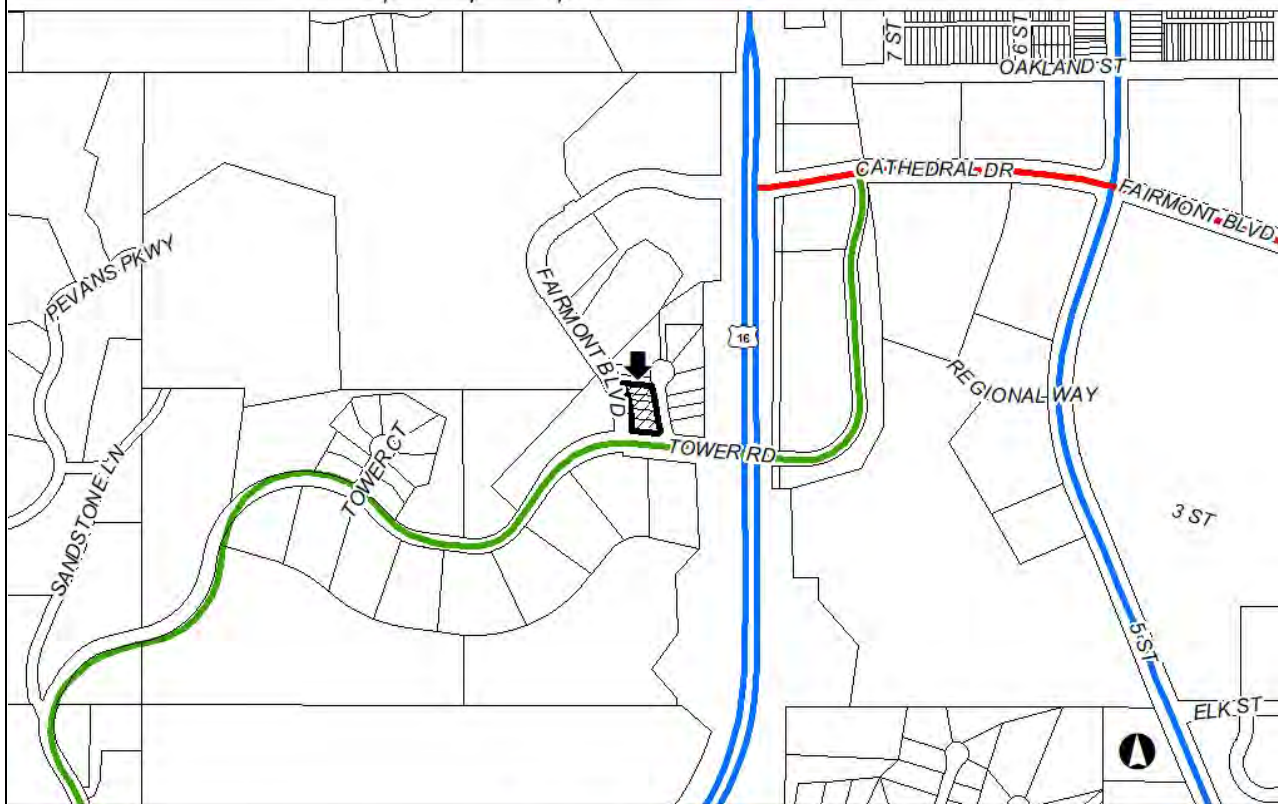 7 ST
6 ST
OAKLAND ST
CATHEDRAL DR
FAIRMONT BLVD
PEVANS PKWY
FAIRMONT BLVD
16
REGIONAL WAY
TOWER RD
TOWER CT
SANDSTONE LN
3 ST
5 ST
ELK ST